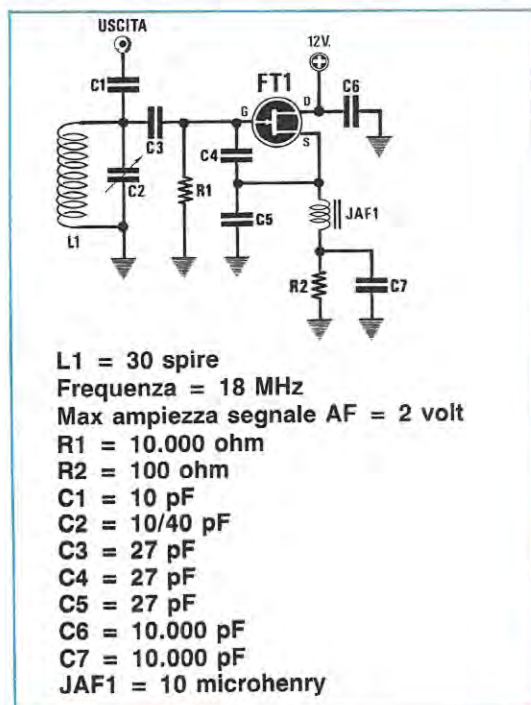 USCITA
12V.
C1
FT1
C6
G
D
S
C3
C4
C2
R1
C5
JAF1
L1
R2
C7
L1 = 30 spire
Frequenza = 18 MHz
Max ampiezza segnale AF = 2 volt
R1 = 10.000 ohm
R2 = 100 ohm
C1 = 10 pF
C2 = 10/40 pF
C3 = 27 pF
C4 = 27 pF
C5 = 27 pF
C6 = 10.000 pF
C7 = 10.000 pF
JAF1 = 10 microhenry